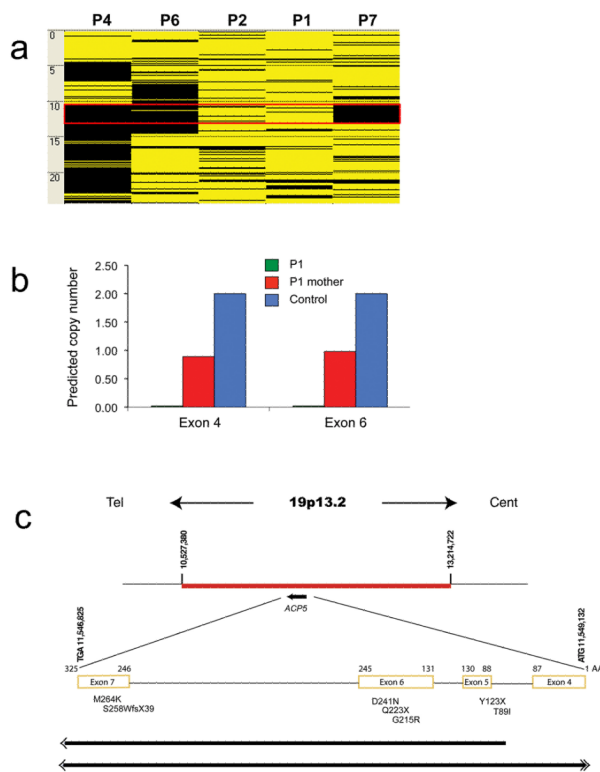 a
P4 P6 P2 P1 P7
0
5
10
15
20
b
Predicted copy number
2.50
2.00
1.50
1.00
0.50
0.00
P1
P1 mother
Control
Exon 4 Exon 6
c
Tel 19p13.2 Cent
10,527,380 13,214,722
ACP5
TGA 11,546,825 ATG 11,549,132
325 246 245 131 130 88 87 1 AA
Exon 7 Exon 6 Exon 5 Exon 4
M264K D241N Y123X
S258WfsX39 Q223X T89I
G215R